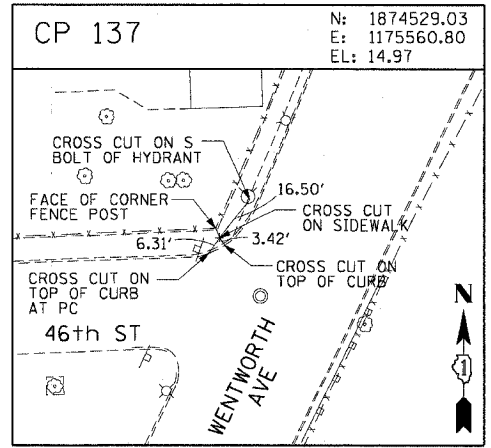 CP 137
N: 1874529.03
E: 1175560.80
EL: 14.97
CROSS CUT ON S
BOLT OF HYDRANT
16.50'
FACE OF CORNER
FENCE POST
CROSS CUT
ON SIDEWALK
6.31'
3.42'
CROSS CUT ON
TOP OF CURB
AT PC
CROSS CUT ON
TOP OF CURB
46th ST
WENTWORTH
AVE
N
1